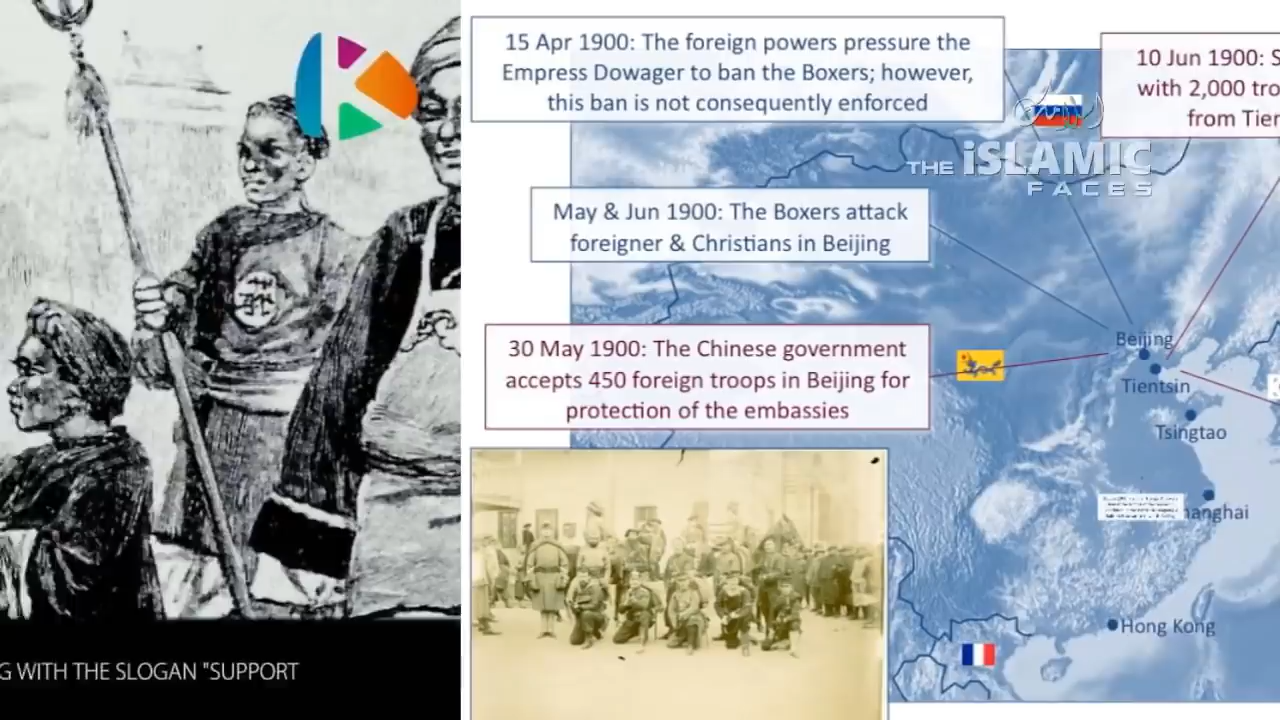 15 Apr 1900: The foreign powers pressure the
Empress Dowager to ban the Boxers; however,
this ban is not consequently enforced
10 Jun 1900: S
with 2,000 tro
from Tier
THE iSLAMIC
FACES
May & Jun 1900: The Boxers attack
foreigner & Christians in Beijing
30 May 1900: The Chinese government
accepts 450 foreign troops in Beijing for
protection of the embassies
Beijing
Tientsin
Tsingtao
hanghai
Hong Kong
G WITH THE SLOGAN "SUPPORT